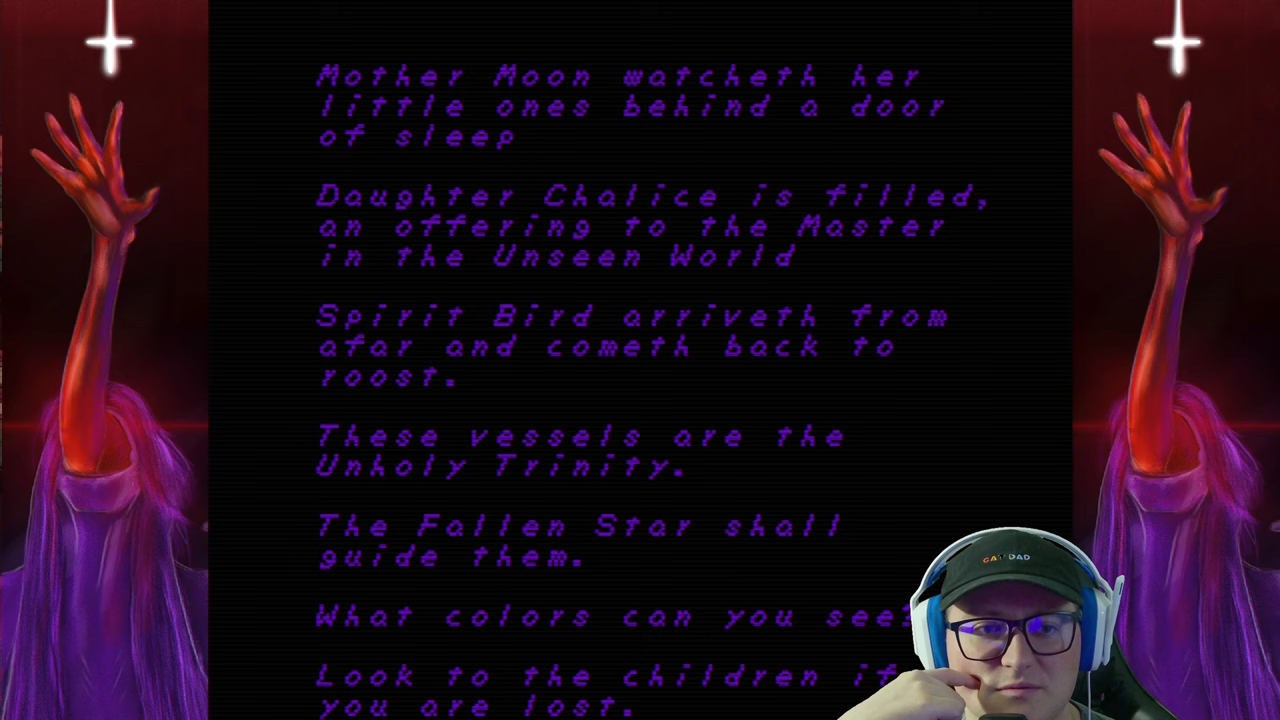 Mother Moon watcheth her
little ones behind a door
of sleep
Daughter Chalice is filled,
an offering to the Master
in the Unseen World
Spirit Bird arriveth from
afar and cometh back to
roost.
These vessels are the
Unholy Trinity.
The Fallen Star shall
guide them.
What colors can you see?
Look to the children if
you are lost.
CAT DAD